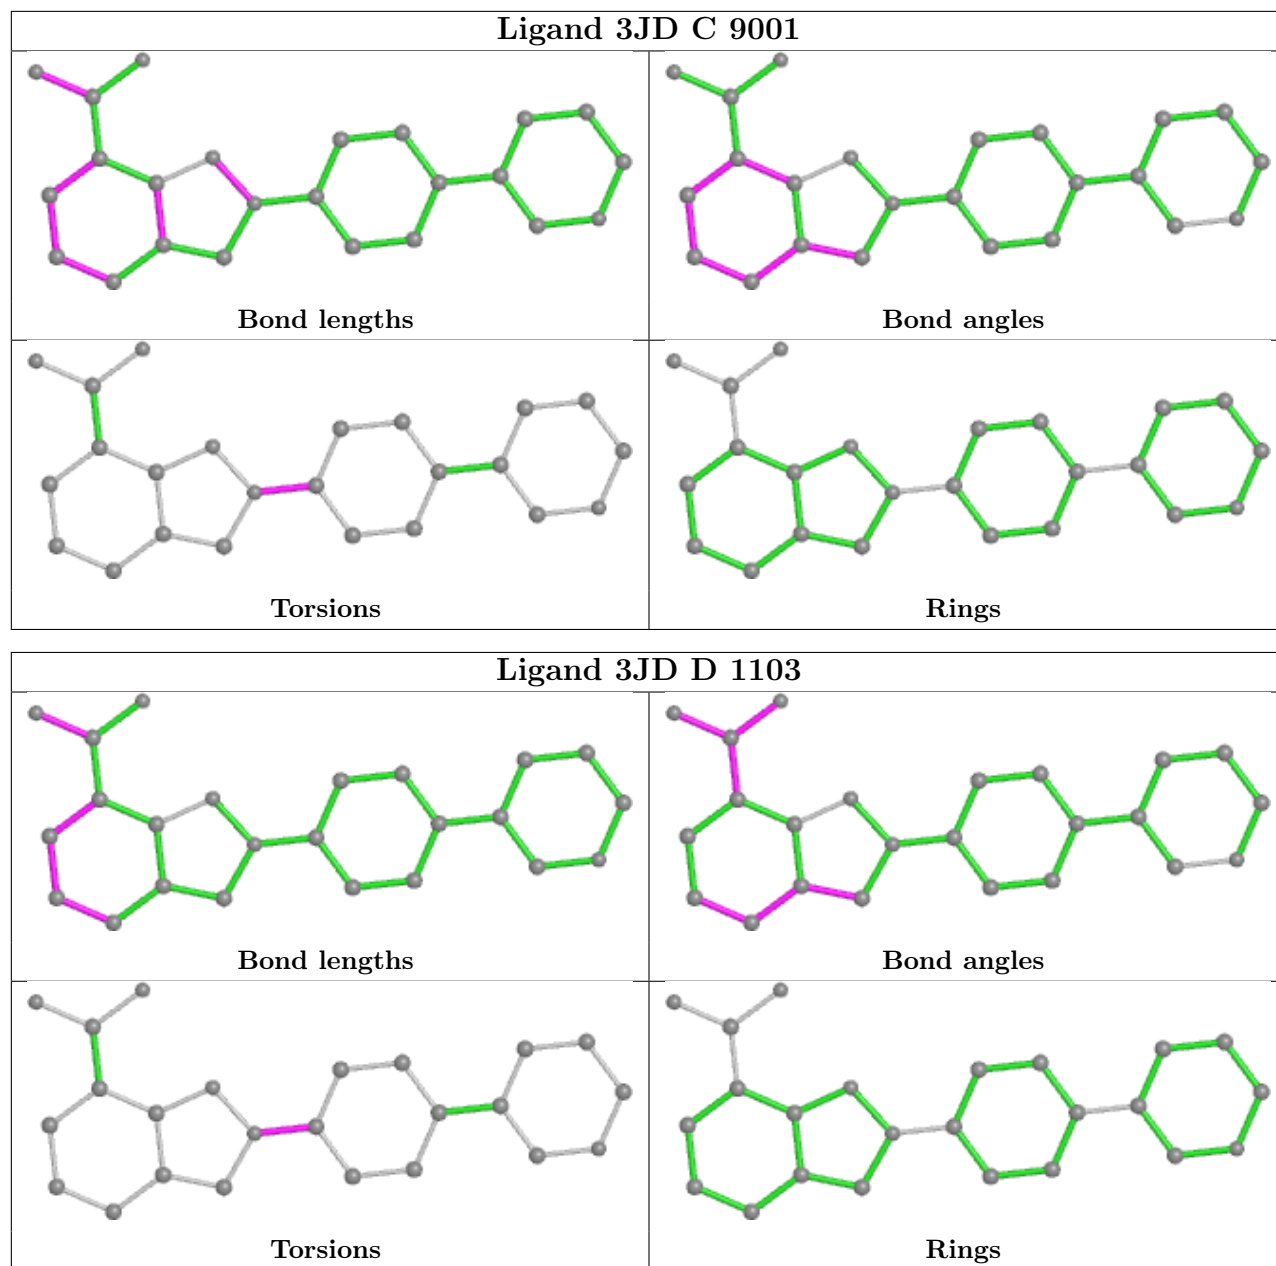 Ligand 3JD C 9001
Bond lengths
Bond angles
Torsions
Rings
Ligand 3JD D 1103
Bond lengths
Bond angles
Torsions
Rings